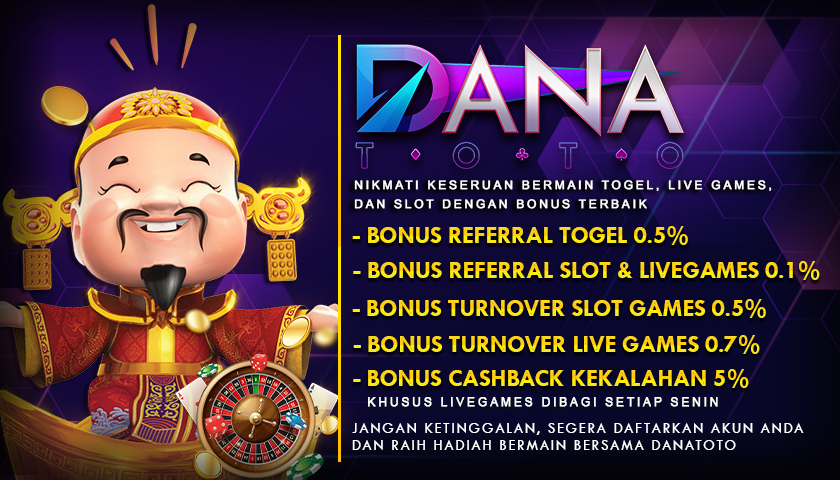 DANA
TOTO
NIKMATI KESERUAN BERMAIN TOGEL, LIVE GAMES,
DAN SLOT DENGAN BONUS TERBAIK
- BONUS REFERRAL TOGEL 0.5%
- BONUS REFERRAL SLOT & LIVEGAMES 0.1%
- BONUS TURNOVER SLOT GAMES 0.5%
- BONUS TURNOVER LIVE GAMES 0.7%
- BONUS CASHBACK KEKALAHAN 5%
KHUSUS LIVEGAMES DIBAGI SETIAP SENIN
JANGAN KETINGGALAN, SEGERA DAFTARKAN AKUN ANDA
DAN RAIH HADIAH BERMAIN BERSAMA DANATOTO